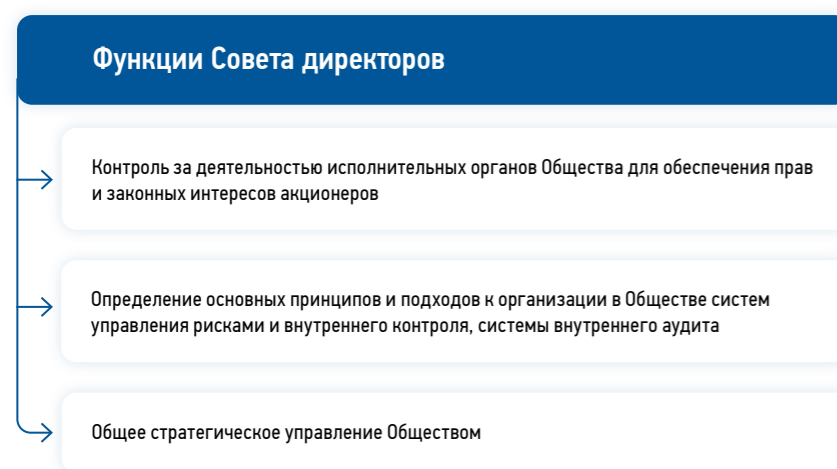 Функции Совета директоров
Контроль за деятельностью исполнительных органов Общества для обеспечения прав
и законных интересов акционеров
Определение основных принципов и подходов к организации в Обществе систем
управления рисками и внутреннего контроля, системы внутреннего аудита
Общее стратегическое управление Обществом